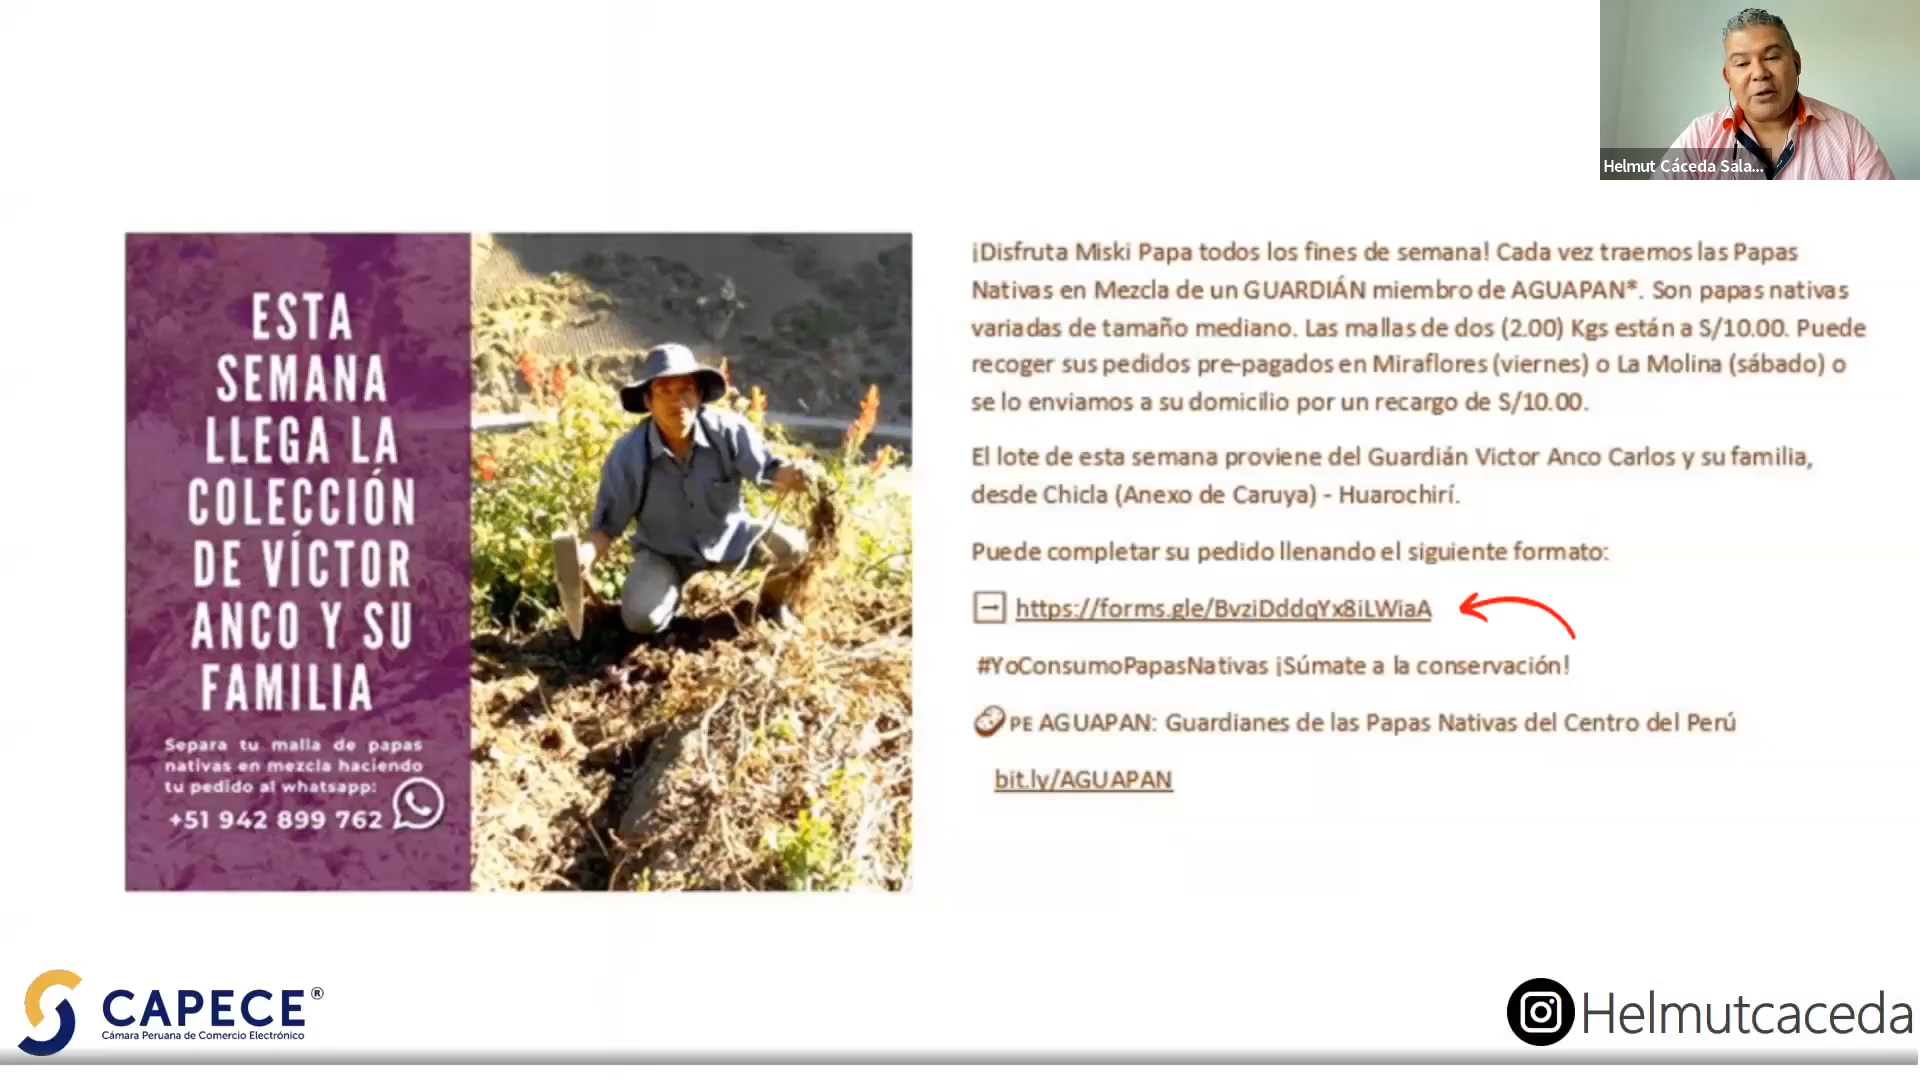 Helmut Cáceda Sala...
ESTA
SEMANA
LLEGA LA
COLECCIÓN
DE VÍCTOR
ANCO Y SU
FAMILIA
Separa tu malla de papas
nativas en mezcla haciendo
tu pedido al whatsapp:
+51 942 899 762
¡Disfruta Miski Papa todos los fines de semana! Cada vez traemos las Papas
Nativas en Mezcla de un GUARDIÁN miembro de AGUAPAN*. Son papas nativas
variadas de tamaño mediano. Las mallas de dos (2.00) Kgs están a S/10.00. Puede
recoger sus pedidos pre-pagados en Miraflores (viernes) o La Molina (sábado) o
se lo enviamos a su domicilio por un recargo de S/10.00.
El lote de esta semana proviene del Guardián Victor Anco Carlos y su familia,
desde Chicla (Anexo de Caruya) - Huarochirí.
Puede completar su pedido llenando el siguiente formato:
https://forms.gle/BvziDddqYx8iLWiaA
#YoConsumoPapasNativas ¡Súmate a la conservación!
PE AGUAPAN: Guardianes de las Papas Nativas del Centro del Perú
bit.ly/AGUAPAN
CAPECE®
Cámara Peruana de Comercio Electrónico
Helmutcaceda